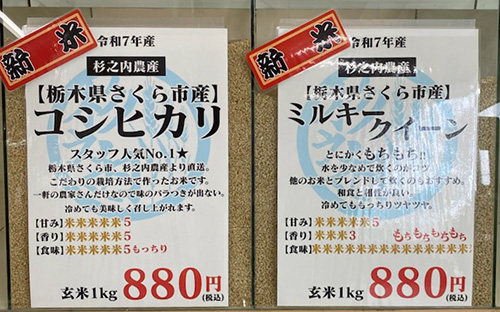 新米
令和7年産
杉之内農産
【栃木県さくら市産】
コシヒカリ
スタッフ人気No.1★
栃木県さくら市、杉之内農産より直送。
こだわりの栽培方法で作ったお米です。
一軒の農家さんだけなので味のバラつきが出ない。
冷めても美味しく召し上がれます。
【甘み】米米米米米5
【香り】米米米米米5
【食味】米米米米米5もっちり
玄米1kg 880円
(税込)
新米
令和7年産
杉之内農産
【栃木県さくら市産】
ミルキー
クイーン
とにかくもちもち!!
水を少なめで炊くのがコツ。
他のお米とブレンドして炊くのもおすすめ。
和食と相性が良い。
冷めてももっちりツヤツヤ。
【甘み】米米米米米5
【香り】米米米3
もちもちもちもち
【食味】米米米米米米米米米米米米米
玄米1kg 880円
(税込)